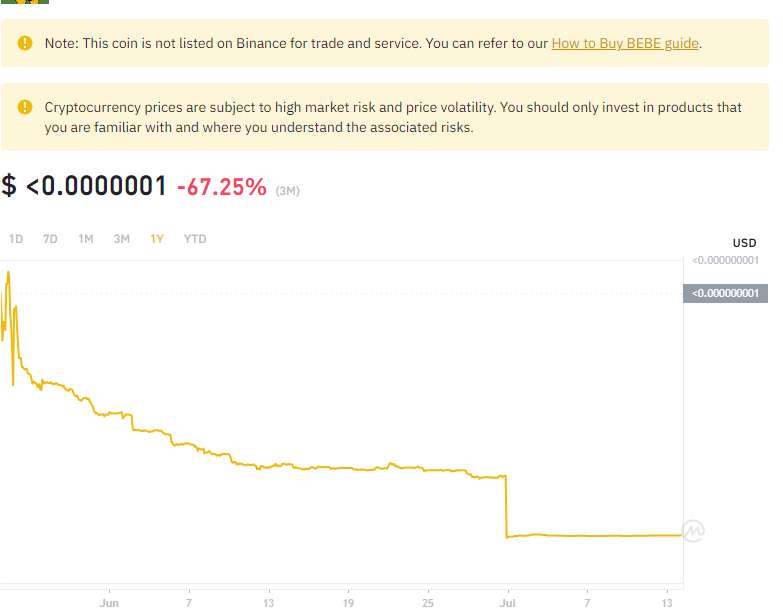 Note: This coin is not listed on Binance for trade and service. You can refer to our How to Buy BEBE guide.
Cryptocurrency prices are subject to high market risk and price volatility. You should only invest in products that
you are familiar with and where you understand the associated risks.
$ <0.0000001 -67.25% (3M)
1D 7D 1M 3M 1Y YTD
USD
<0.000000001
<0.000000001
Jun 7 13 19 25 Jul 7 13